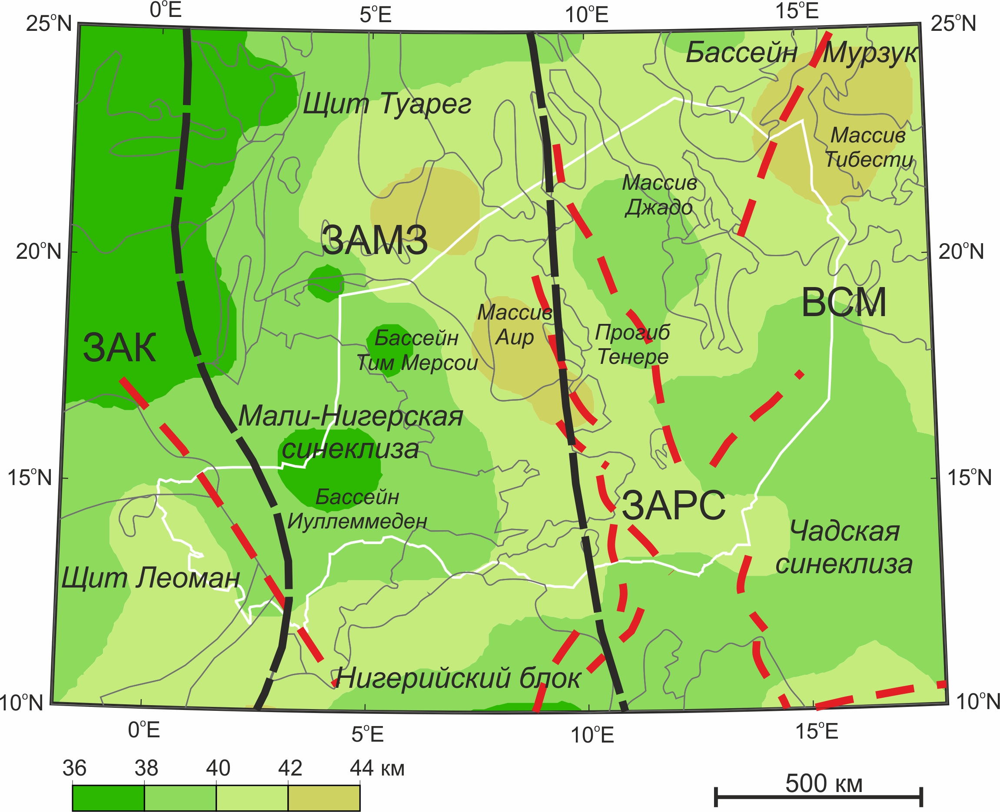 0°E
5°E
10°E
15°E
25°N
25°N
Бассейн Мурзук
Щит Туарег
Массив
Тибести
Массив
Джадо
ЗАМЗ
20°N
20°N
ВСМ
Массив
Аир
Прогиб
Тенере
ЗАК
Бассейн
Тим Мерсои
Мали-Нигерская
синеклиза
15°N
15°N
Бассейн
Иуллеммеден
ЗАРС
Чадская
синеклиза
Щит Леоман
Нигерийский блок
10°N
10°N
0°E
5°E
10°E
15°E
36 38 40 42 44 км
500 км